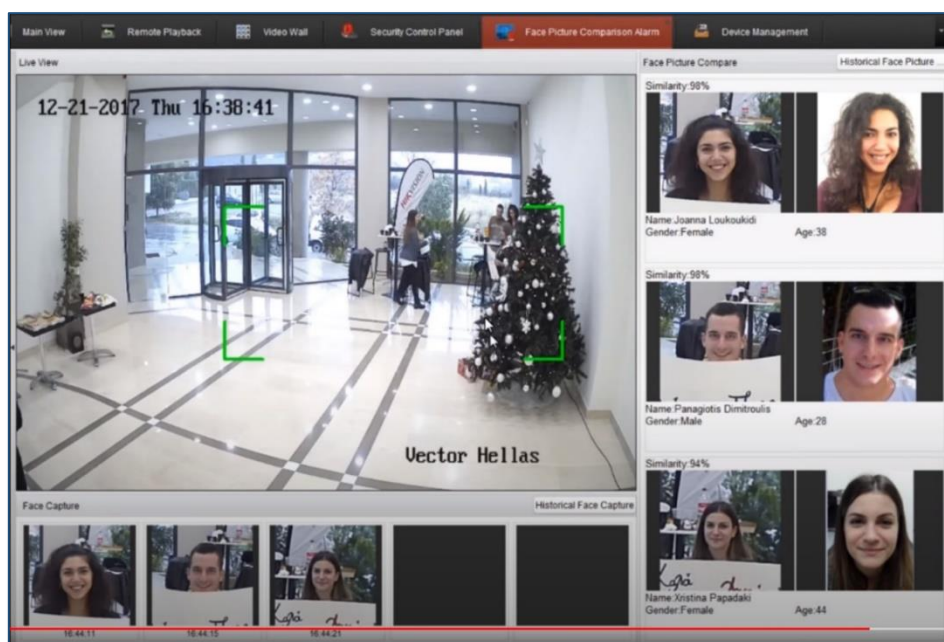 Main View
Remote Playback
Video Wall
Security Control Panel
Face Picture Comparison Alarm
Device Management
Live View
Face Picture Compare
Historical Face Picture ...
12-21-2017 Thu 16:38:41
Vector Hellas
Similarity:98%
Name:Joanna Loukoukidi
Gender:Female
Age:38
Similarity:98%
Name:Panagiotis Dimitroulis
Gender:Male
Age:28
Similarity:94%
Καλά
Name:Xristina Papadaki
Gender:Female
Age:44
Face Capture
Historical Face Capture
Καλά
16:44:11
16:44:15
16:44:21